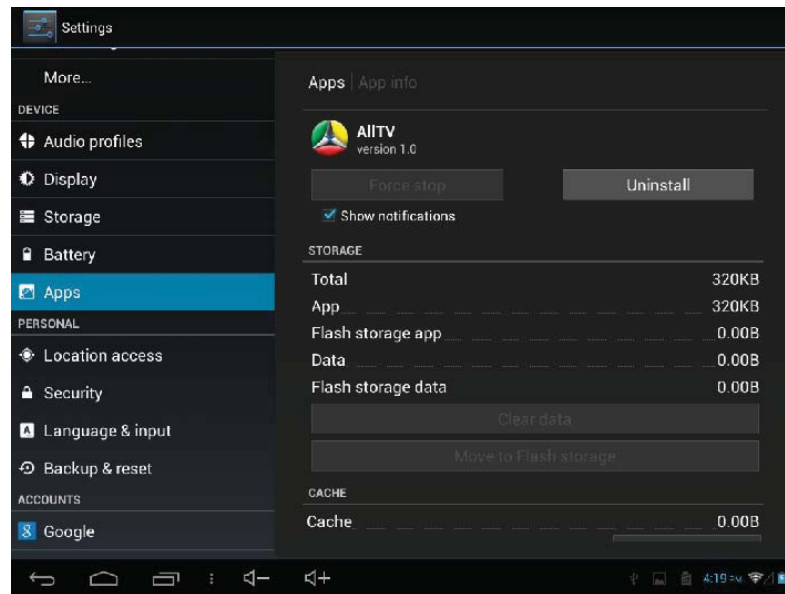 Settings
More...
DEVICE
Audio profiles
Display
Storage
Battery
Apps
PERSONAL
Location access
Security
Language & input
Backup & reset
ACCOUNTS
Google
Apps | App info
AllTV
version 1.0
Force stop
Uninstall
Show notifications
STORAGE
Total 320KB
App 320KB
Flash storage app 0.00B
Data 0.00B
Flash storage data 0.00B
Clear data
Move to Flash storage
CACHE
Cache 0.00B
4:19 PM